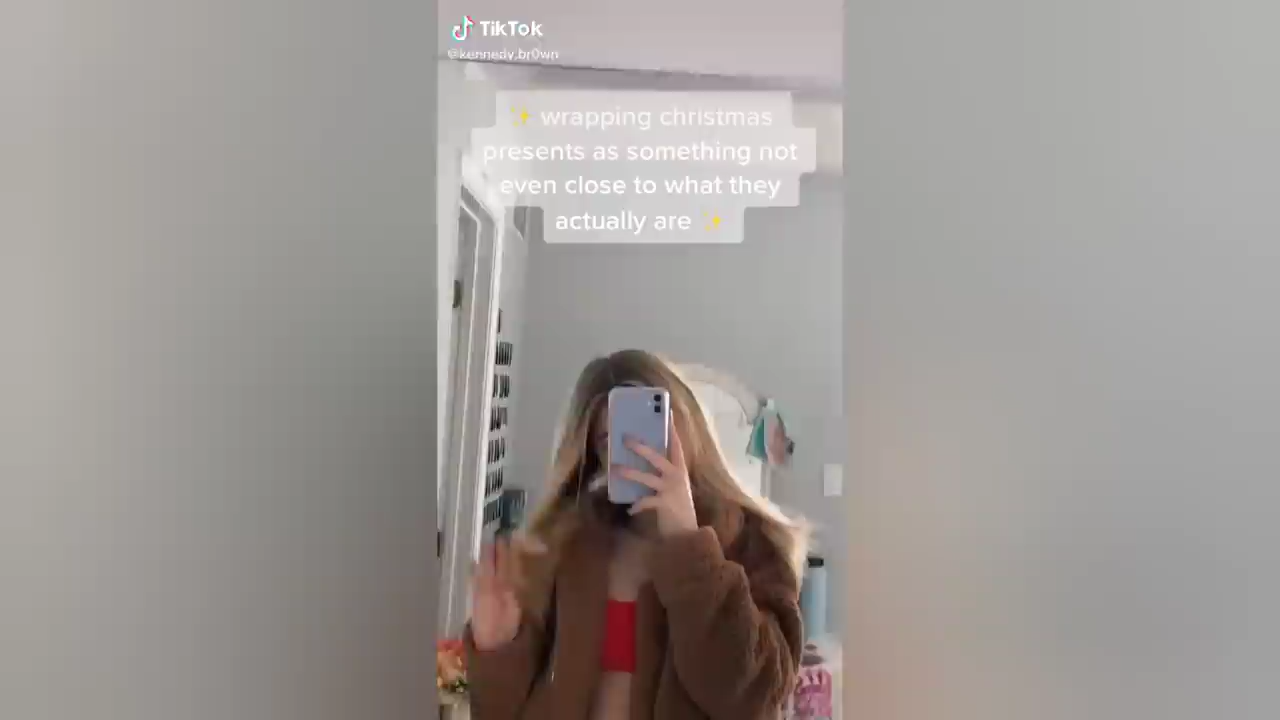 TikTok
@kennedy.br0wn
✨ wrapping christmas
presents as something not
even close to what they
actually are ✨